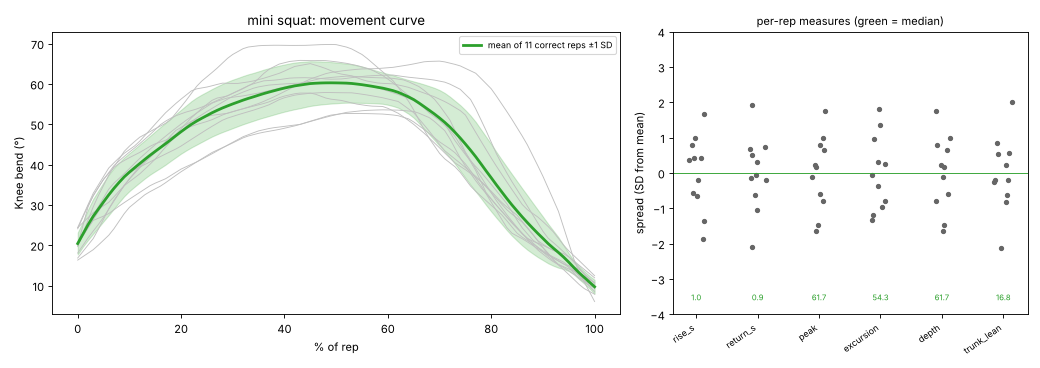 mini squat: movement curve
mean of 11 correct reps ±1 SD
Knee bend (°)
70
60
50
40
30
20
10
0
20
40
60
80
100
% of rep
per-rep measures (green = median)
spread (SD from mean)
4
3
2
1
0
−1
−2
−3
−4
1.0
0.9
61.7
54.3
61.7
16.8
rise_s
return_s
peak
excursion
depth
trunk_lean